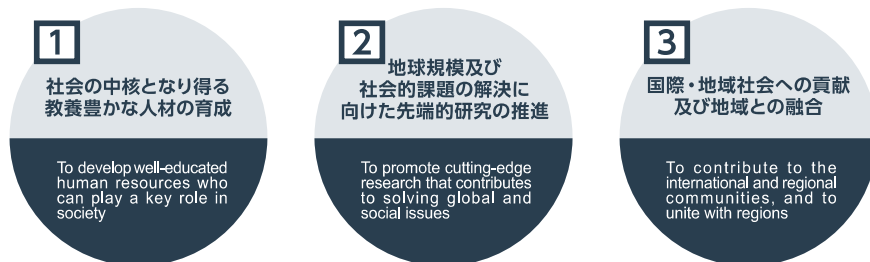 1
社会の中核となり得る
教養豊かな人材の育成
To develop well-educated
human resources who
can play a key role in
society
2
地球規模及び
社会的課題の解決に
向けた先端的研究の推進
To promote cutting-edge
research that contributes
to solving global and
social issues
3
国際・地域社会への貢献
及び地域との融合
To contribute to the
international and regional
communities, and to
unite with regions